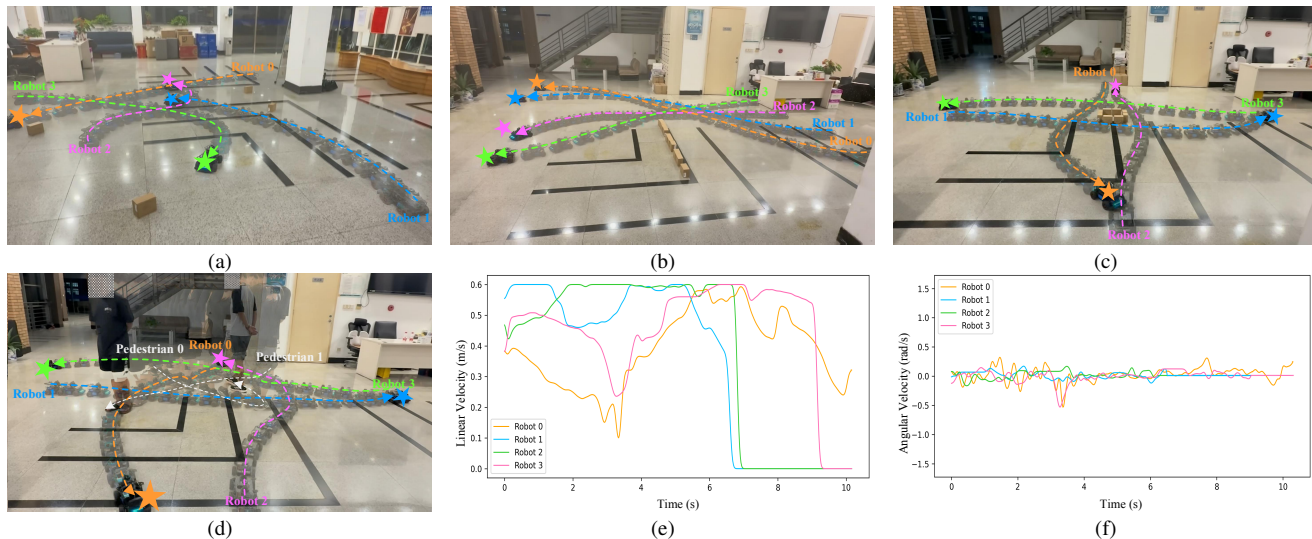 Robot 0
Robot 3
Robot 2
Robot 1
(a)
Robot 3
Robot 2
Robot 1
Robot 0
(b)
Robot 0
Robot 3
Robot 1
Robot 2
(c)
Pedestrian 0
Robot 0
Pedestrian 1
Robot 1
Robot 3
Robot 2
(d)
0.6
0.5
0.4
0.3
0.2
0.1
0.0
Linear Velocity (m/s)
Robot 0
Robot 1
Robot 2
Robot 3
0 2 4 6 8 10
Time (s)
(e)
1.5
1.0
0.5
0.0
−0.5
−1.0
−1.5
Angular Velocity (rad/s)
Robot 0
Robot 1
Robot 2
Robot 3
0 2 4 6 8 10
Time (s)
(f)